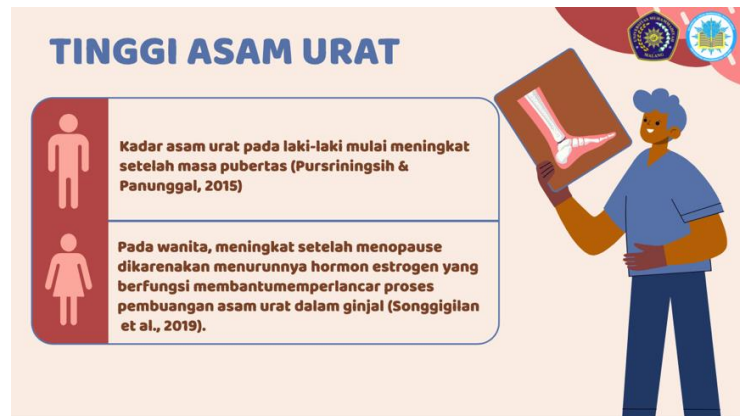 TINGGI ASAM URAT
Kadar asam urat pada laki-laki mulai meningkat
setelah masa pubertas (Pursriningsih &
Panunggal, 2015)
Pada wanita, meningkat setelah menopause
dikarenakan menurunnya hormon estrogen yang
berfungsi membantumemperlancar proses
pembuangan asam urat dalam ginjal (Songgigilan
et al., 2019).